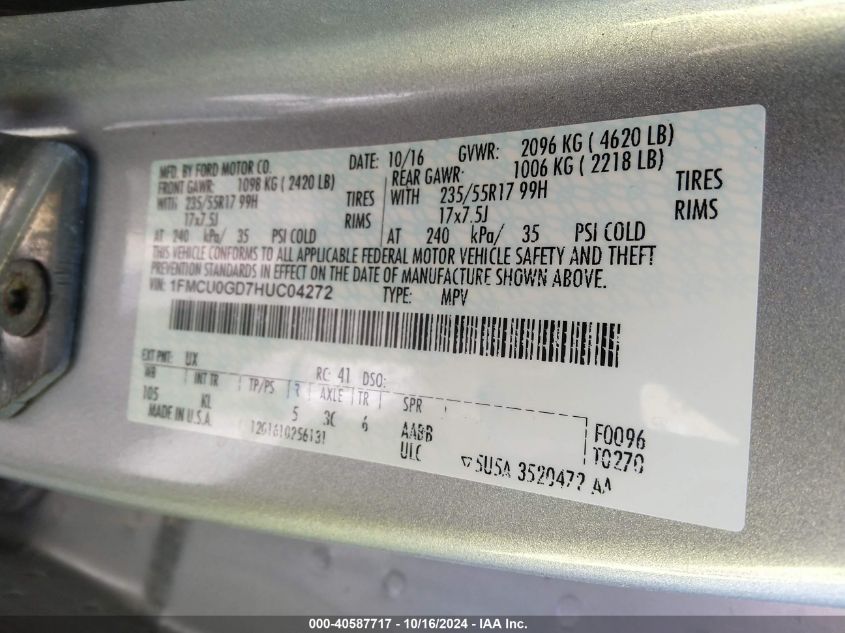 MFD. BY FORD MOTOR CO.
DATE: 10/16 GVWR: 2096 KG ( 4620 LB)
FRONT GAWR: 1098 KG ( 2420 LB) REAR GAWR: 1006 KG ( 2218 LB)
WITH 235/55R17 99H TIRES WITH 235/55R17 99H TIRES
17x7.5J RIMS 17x7.5J RIMS
AT 240 kPa/ 35 PSI COLD AT 240 kPa/ 35 PSI COLD
THIS VEHICLE CONFORMS TO ALL APPLICABLE FEDERAL MOTOR VEHICLE SAFETY AND THEFT
PREVENTION STANDARDS IN EFFECT ON THE DATE OF MANUFACTURE SHOWN ABOVE.
VIN: 1FMCU0GD7HUC04272 TYPE: MPV
EXT PNT: UX RC: 41 DSO:
WB INT TR TP/PS R AXLE TR SPR
105 KL 5 3C 6 AABB F0096
MADE IN U.S.A. ULC T0270
12G1610256131 5U5A 3520472 AA
000-40587717 - 10/16/2024 - IAA Inc.